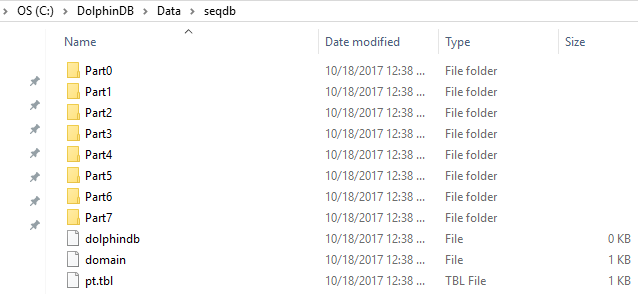 OS (C:) > DolphinDB > Data > seqdb
Name Date modified Type Size
Part0 10/18/2017 12:38 ... File folder
Part1 10/18/2017 12:38 ... File folder
Part2 10/18/2017 12:38 ... File folder
Part3 10/18/2017 12:38 ... File folder
Part4 10/18/2017 12:38 ... File folder
Part5 10/18/2017 12:38 ... File folder
Part6 10/18/2017 12:38 ... File folder
Part7 10/18/2017 12:38 ... File folder
dolphindb 10/18/2017 12:38 ... File 0 KB
domain 10/18/2017 12:38 ... File 1 KB
pt.tbl 10/18/2017 12:38 ... TBL File 1 KB